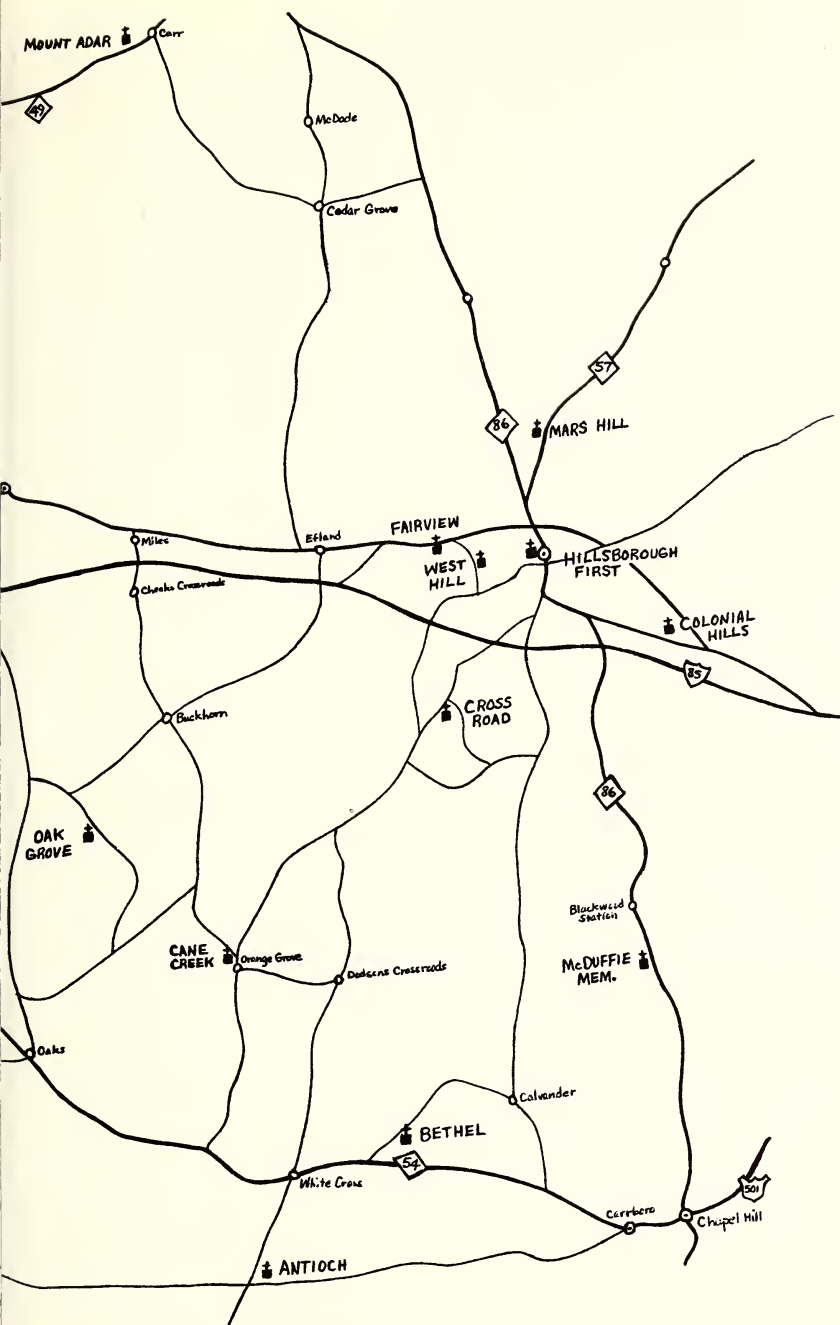 MOUNT ADAR
Carr
49
McDade
Cedar Grove
57
86
MARS HILL
FAIRVIEW
Efland
Miles
WEST
HILL
HILLSBOROUGH
FIRST
Cheeks Crossroads
COLONIAL
HILLS
85
CROSS
ROAD
Buckhorn
86
OAK
GROVE
Blackwood
Station
CANE
CREEK
Orange Grove
McDUFFIE
MEM.
Dodsons Crossroads
Oaks
Calvander
BETHEL
54
White Cross
501
Carrboro
Chapel Hill
ANTIOCH